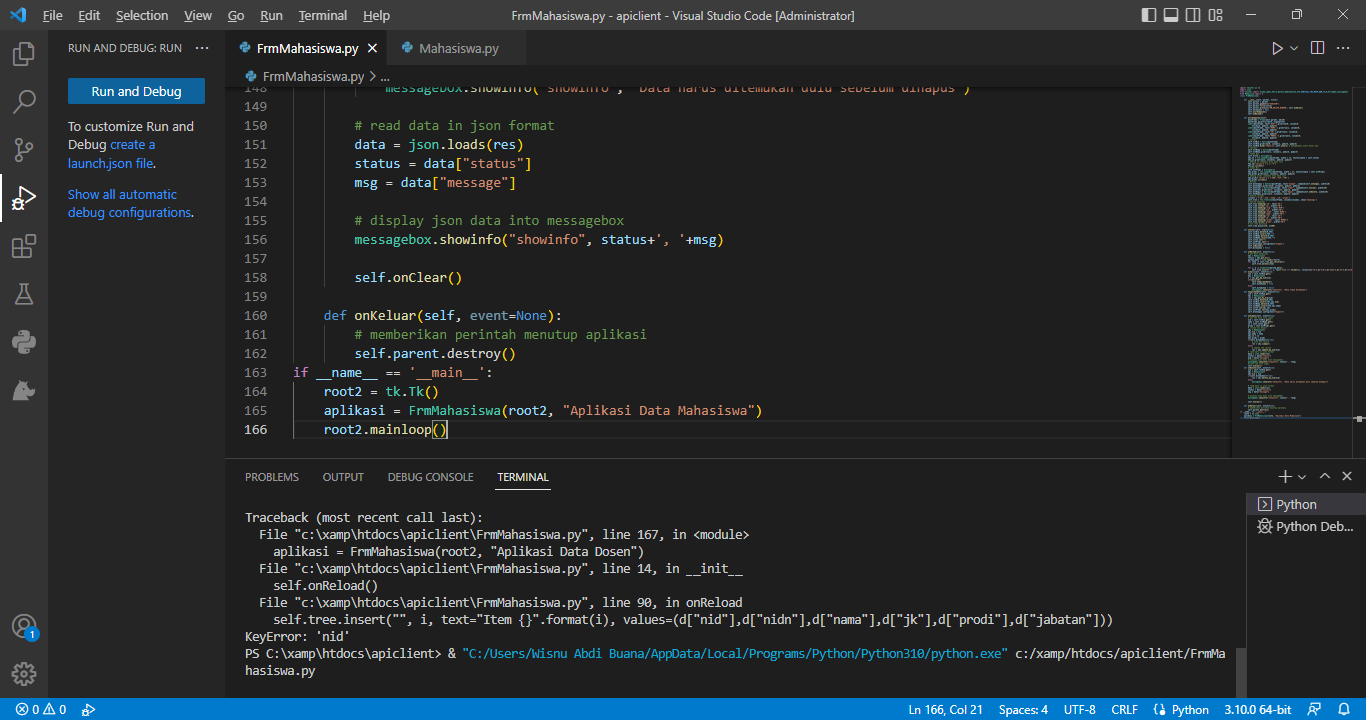 File Edit Selection View Go Run Terminal Help FrmMahasiswa.py - apiclient - Visual Studio Code [Administrator]
RUN AND DEBUG: RUN ...
Run and Debug
To customize Run and
Debug create a
launch.json file.
Show all automatic
debug configurations.
1
FrmMahasiswa.py Mahasiswa.py
FrmMahasiswa.py > ...
148 messagebox.showinfo("showinfo", "Data harus ditemukan dulu sebelum dihapus")
149
150 # read data in json format
151 data = json.loads(res)
152 status = data["status"]
153 msg = data["message"]
154
155 # display json data into messagebox
156 messagebox.showinfo("showinfo", status+', '+msg)
157
158 self.onClear()
159
160 def onKeluar(self, event=None):
161 # memberikan perintah menutup aplikasi
162 self.parent.destroy()
163 if __name__ == '__main__':
164 root2 = tk.Tk()
165 aplikasi = FrmMahasiswa(root2, "Aplikasi Data Mahasiswa")
166 root2.mainloop()
PROBLEMS OUTPUT DEBUG CONSOLE TERMINAL
Traceback (most recent call last):
File "c:\xamp\htdocs\apiclient\FrmMahasiswa.py", line 167, in <module>
aplikasi = FrmMahasiswa(root2, "Aplikasi Data Dosen")
File "c:\xamp\htdocs\apiclient\FrmMahasiswa.py", line 14, in __init__
self.onReload()
File "c:\xamp\htdocs\apiclient\FrmMahasiswa.py", line 90, in onReload
self.tree.insert("", i, text="Item {}".format(i), values=(d["nid"],d["nidn"],d["nama"],d["jk"],d["prodi"],d["jabatan"]))
KeyError: 'nid'
PS C:\xamp\htdocs\apiclient> & "C:/Users/Wisnu Abdi Buana/AppData/Local/Programs/Python/Python310/python.exe" c:/xamp/htdocs/apiclient/FrmMa
hasiswa.py
Python
Python Deb...
0 0 Ln 166, Col 21 Spaces: 4 UTF-8 CRLF Python 3.10.0 64-bit